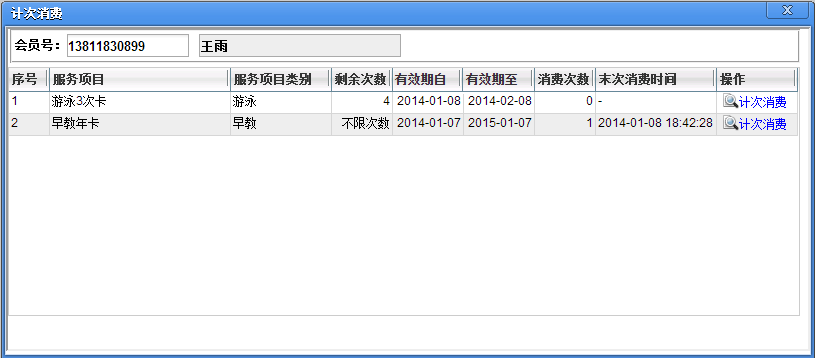 计次消费 X
会员号: 13811830899 王雨
序号 服务项目 服务项目类别 剩余次数 有效期自 有效期至 消费次数 末次消费时间 操作
1 游泳3次卡 游泳 4 2014-01-08 2014-02-08 0 - 计次消费
2 早教年卡 早教 不限次数 2014-01-07 2015-01-07 1 2014-01-08 18:42:28 计次消费